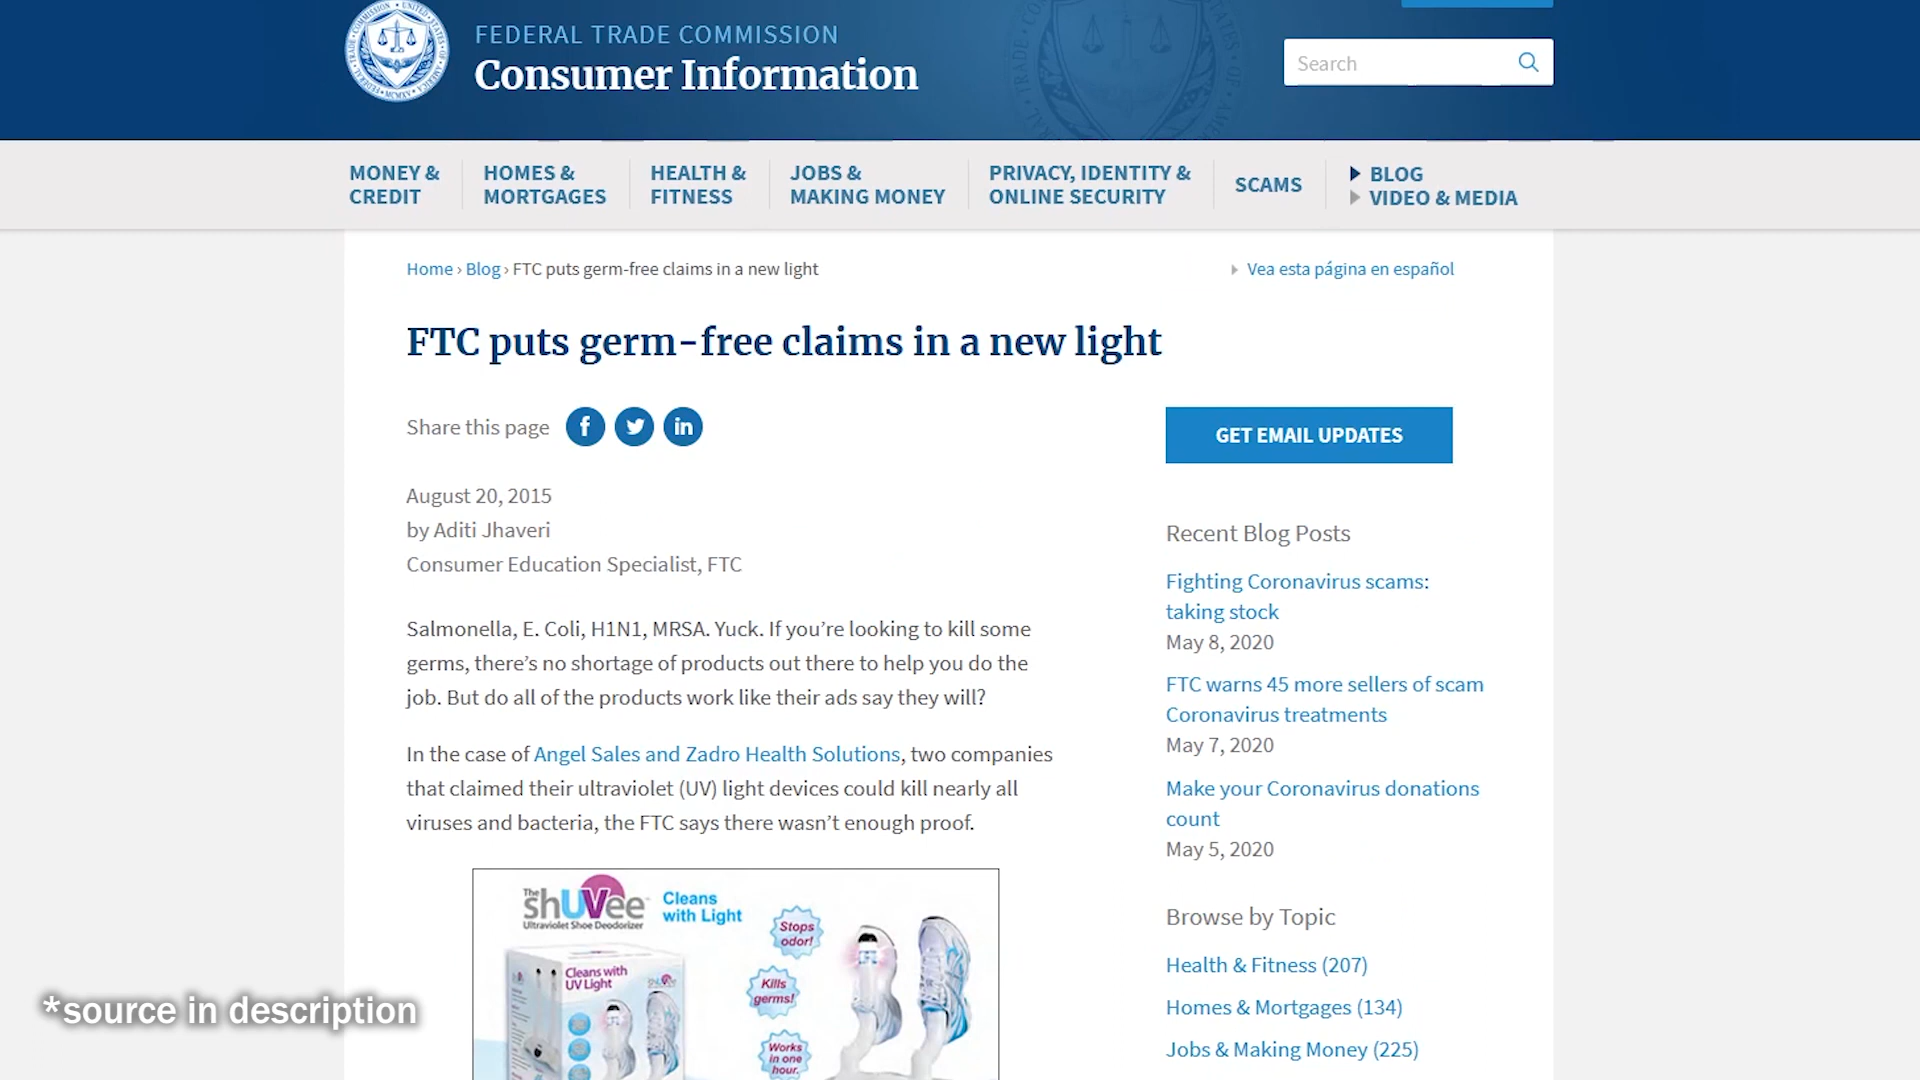 FEDERAL TRADE COMMISSION
Consumer Information
Search
MONEY &
CREDIT
HOMES &
MORTGAGES
HEALTH &
FITNESS
JOBS &
MAKING MONEY
PRIVACY, IDENTITY &
ONLINE SECURITY
SCAMS
BLOG
VIDEO & MEDIA
Home › Blog › FTC puts germ-free claims in a new light
Vea esta página en español
FTC puts germ-free claims in a new light
Share this page
GET EMAIL UPDATES
August 20, 2015
by Aditi Jhaveri
Consumer Education Specialist, FTC
Salmonella, E. Coli, H1N1, MRSA. Yuck. If you’re looking to kill some
germs, there’s no shortage of products out there to help you do the
job. But do all of the products work like their ads say they will?
In the case of Angel Sales and Zadro Health Solutions, two companies
that claimed their ultraviolet (UV) light devices could kill nearly all
viruses and bacteria, the FTC says there wasn’t enough proof.
The
shUVee
Ultraviolet Shoe Deodorizer
Cleans
with Light
Stops
odor!
Kills
germs!
Works
in one
hour.
shUVee
Cleans with
UV Light
Recent Blog Posts
Fighting Coronavirus scams:
taking stock
May 8, 2020
FTC warns 45 more sellers of scam
Coronavirus treatments
May 7, 2020
Make your Coronavirus donations
count
May 5, 2020
Browse by Topic
Health & Fitness (207)
Homes & Mortgages (134)
Jobs & Making Money (225)
*source in description